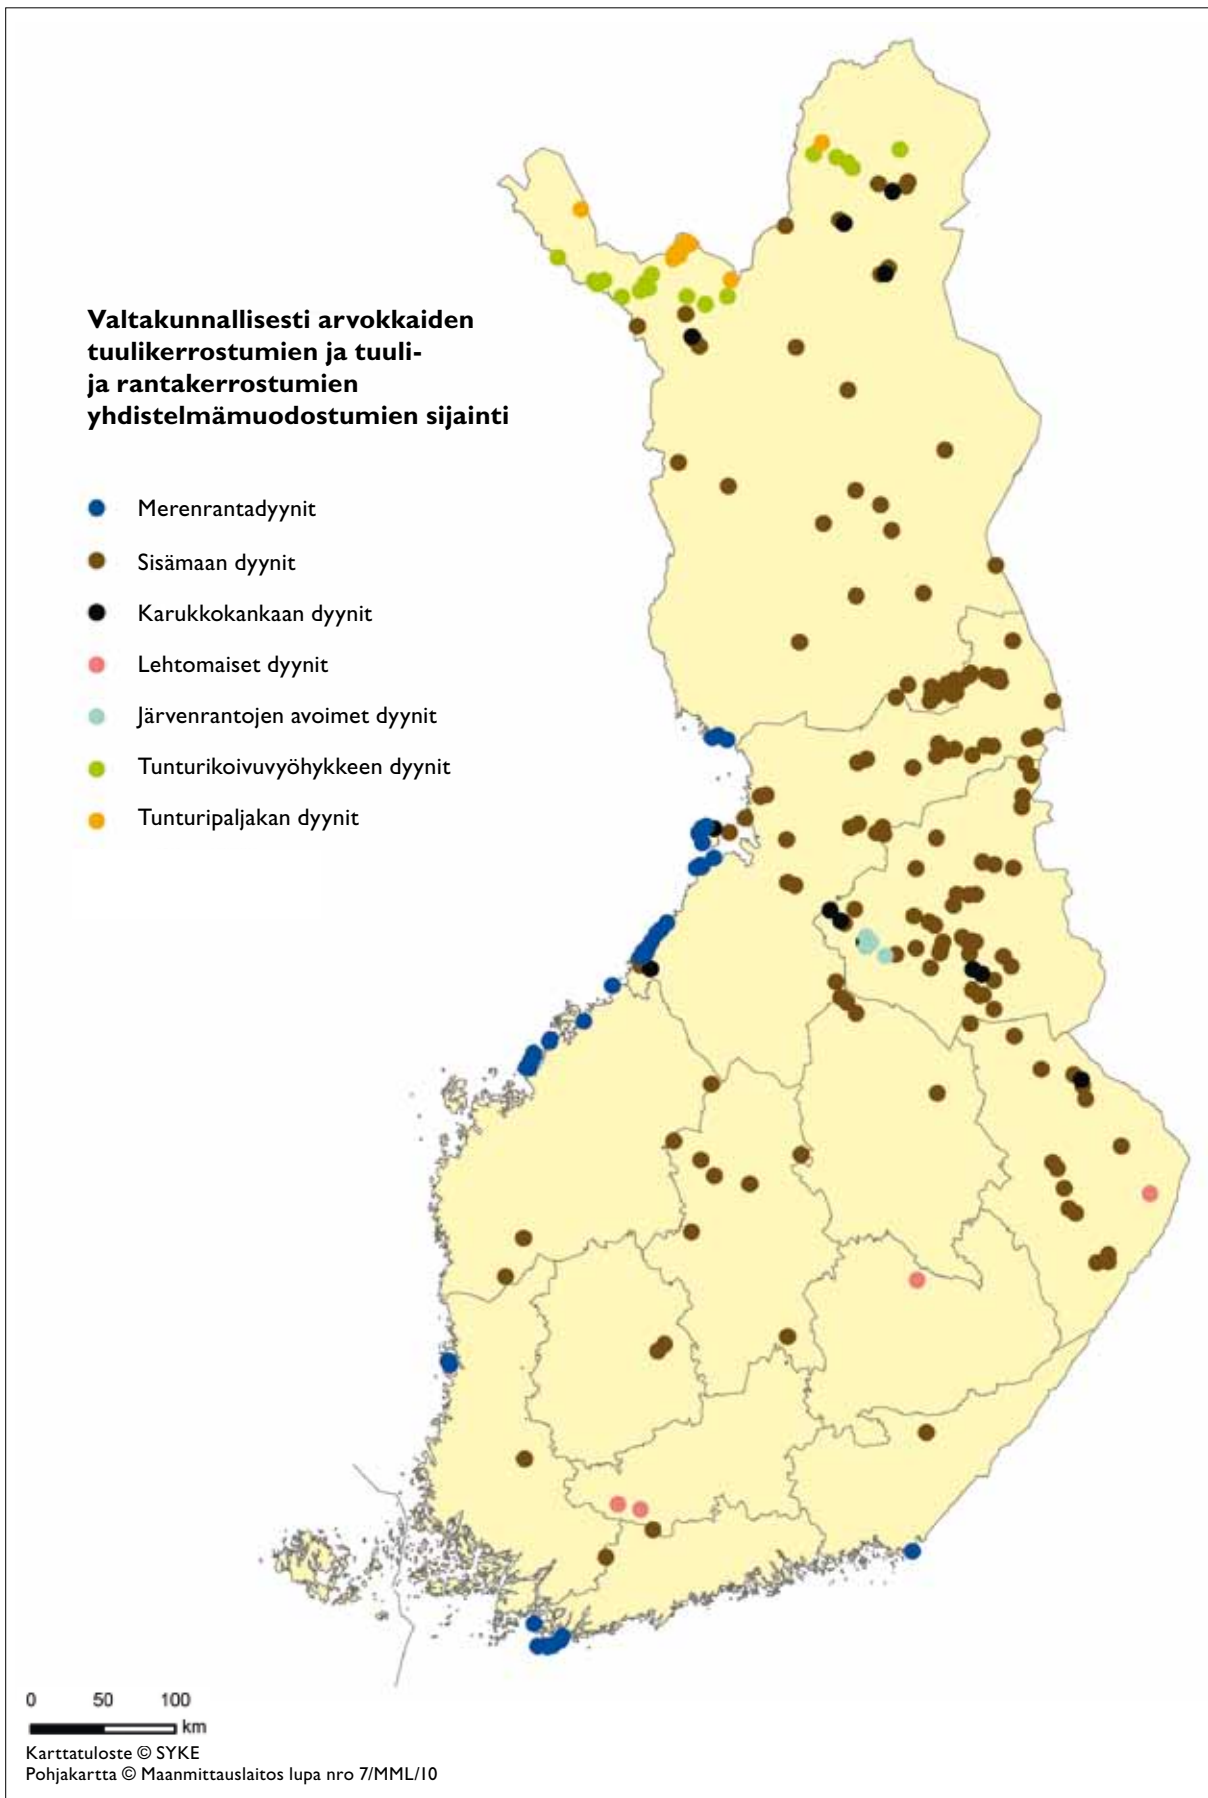 Valtakunnallisesti arvokkaiden
tuulikerrostumien ja tuuli-
ja rantakerrostumien
yhdistelmämuodostumien sijainti
Merenrantadyynit
Sisämaan dyynit
Karukkokankaan dyynit
Lehtomaiset dyynit
Järvenrantojen avoimet dyynit
Tunturikoivuvyöhykkeen dyynit
Tunturipaljakan dyynit
0 50 100
km
Karttatuloste © SYKE
Pohjakartta © Maanmittauslaitos lupa nro 7/MML/10